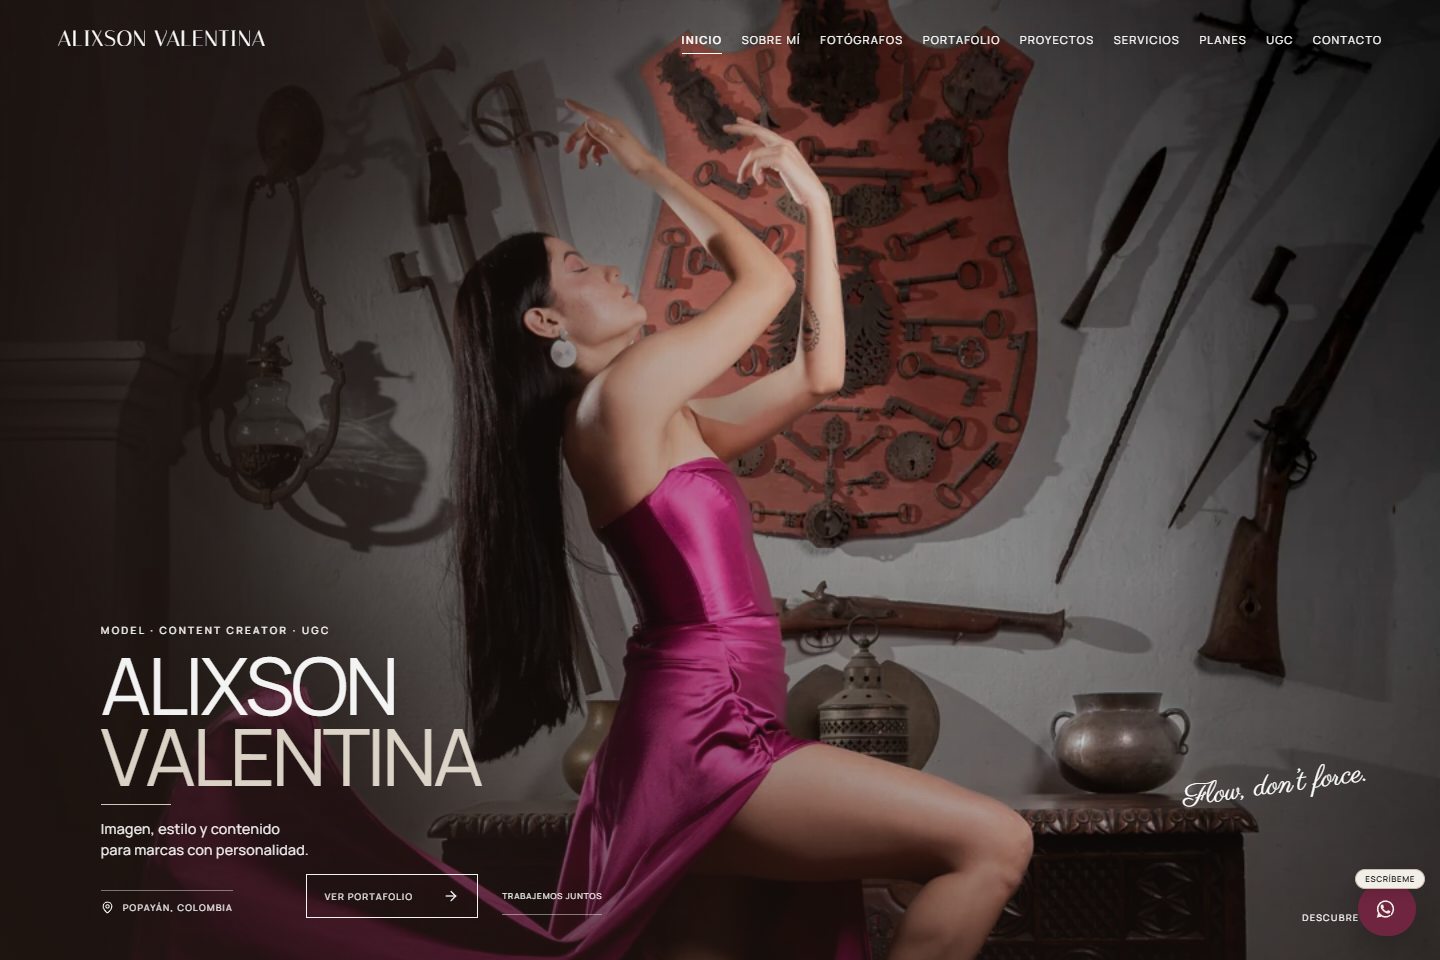 ALIXSON VALENTINA
INICIO SOBRE MÍ FOTÓGRAFOS PORTAFOLIO PROYECTOS SERVICIOS PLANES UGC CONTACTO
MODEL · CONTENT CREATOR · UGC
ALIXSON
VALENTINA
Imagen, estilo y contenido
para marcas con personalidad.
POPAYÁN, COLOMBIA
VER PORTAFOLIO →
TRABAJEMOS JUNTOS
Flow, don't force.
ESCRÍBEME
DESCUBRE